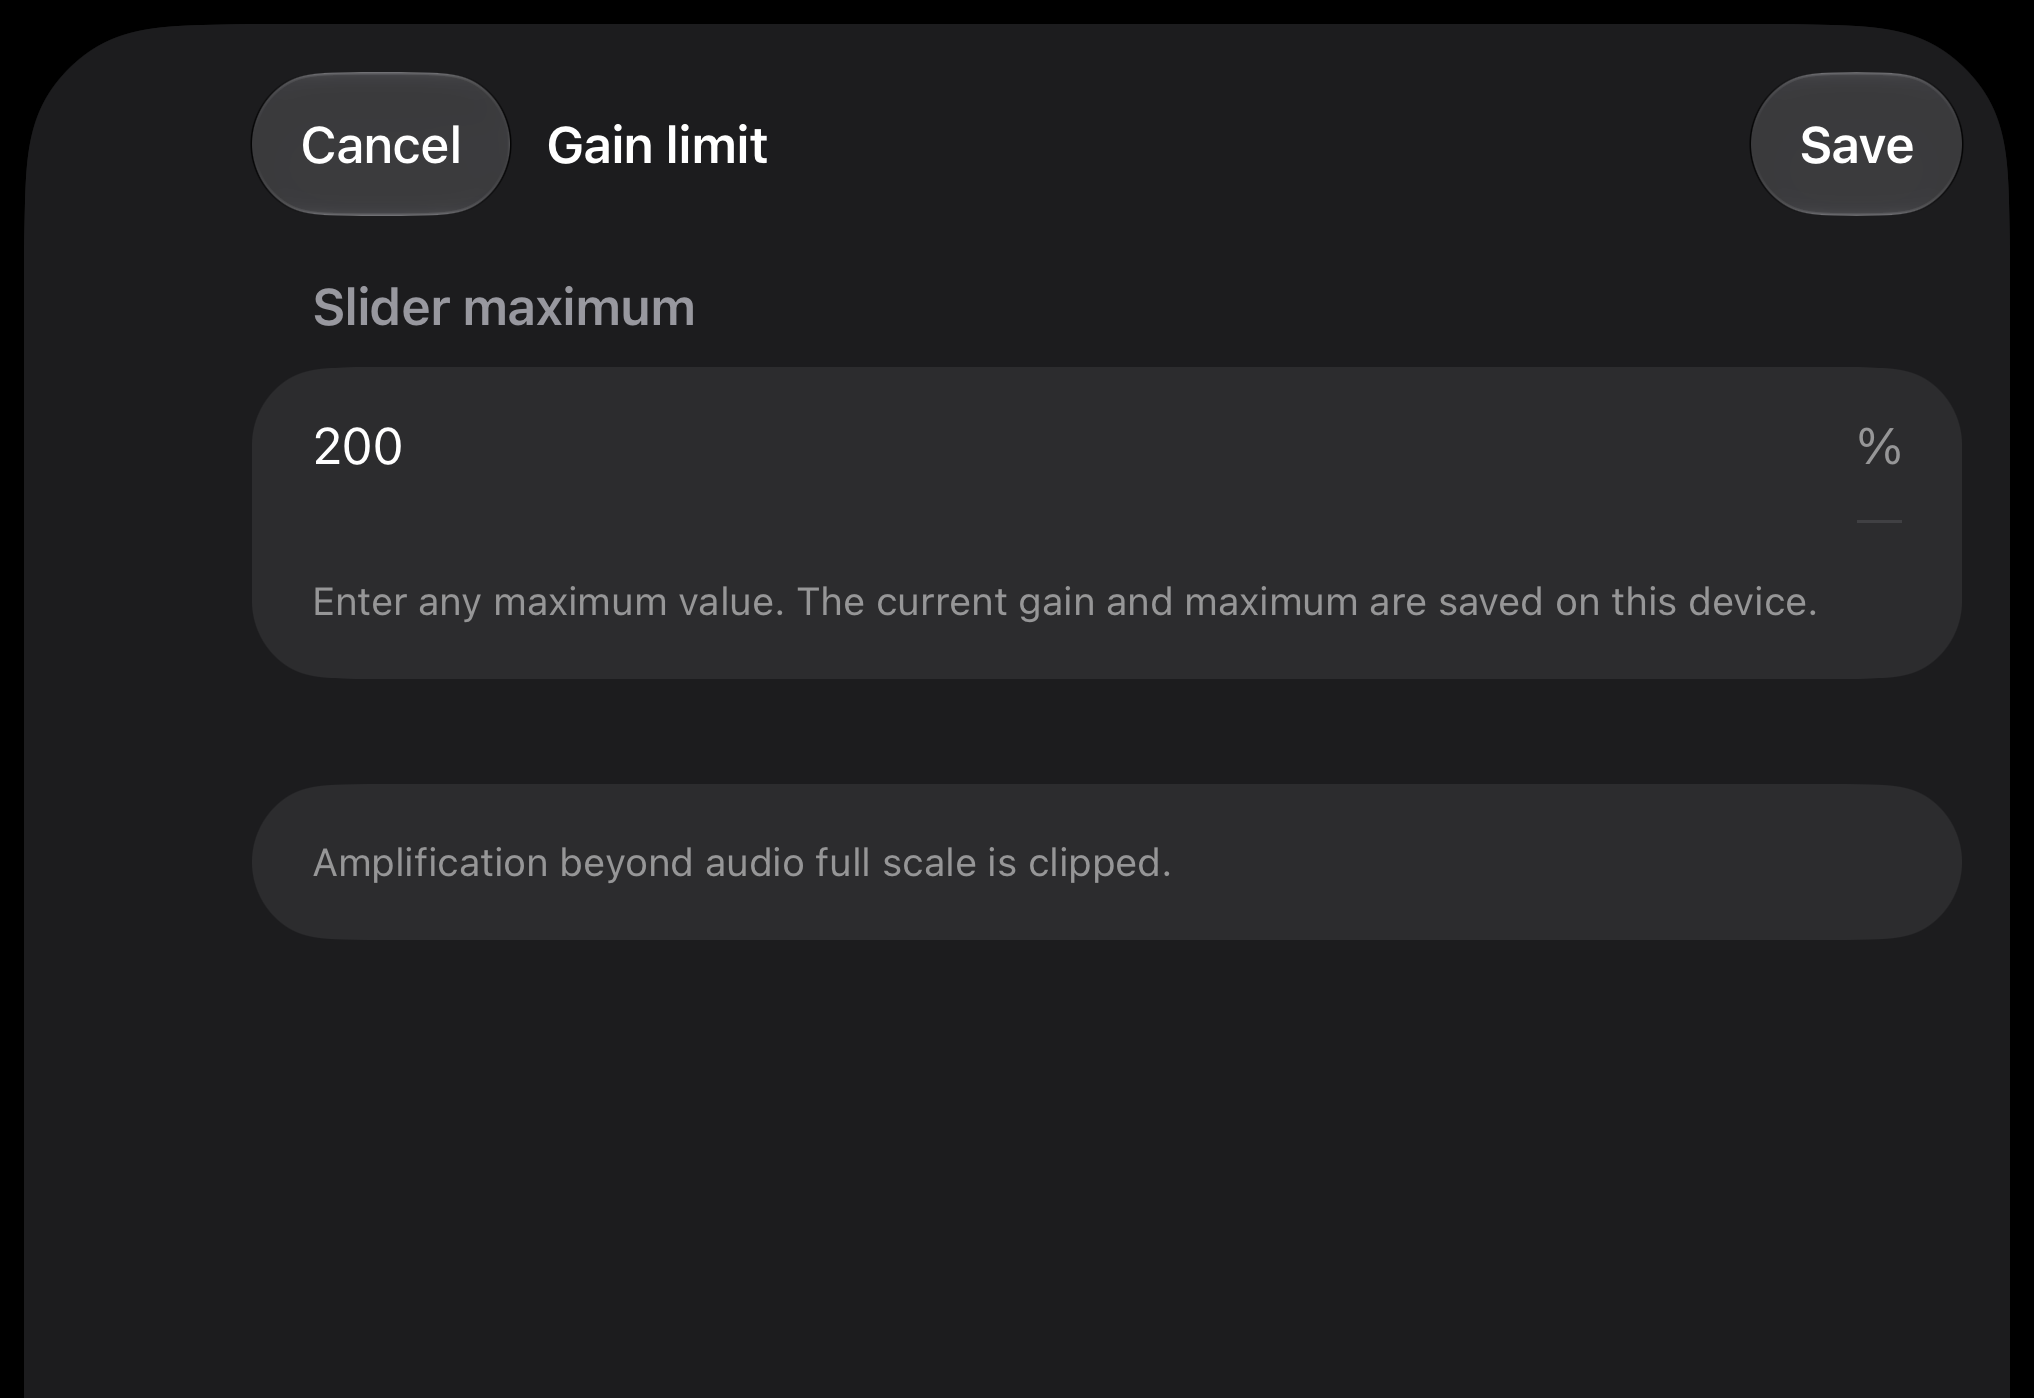 Cancel Gain limit Save
Slider maximum
200 %
Enter any maximum value. The current gain and maximum are saved on this device.
Amplification beyond audio full scale is clipped.